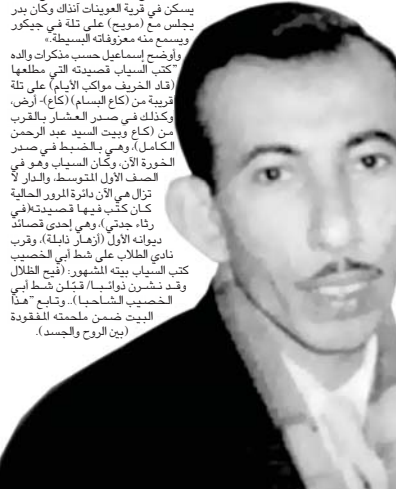 يسكن في قرية العوينات آنذاك وكان بدر
يجلس مع (مويح) على تلة في جيكور
ويسمع منه معزوفاته البسيطة.»
وأوضح إسماعيل حسب مذكرات والده
"كتب السياب قصيدته التي مطلعها
(قاد الخريف مواكب الأيام) على تلة
قريبة من (كاع البسام) (كاع)- أرض،
وكذلك في صدر العشار بالقرب
من (كاع وبيت السيد عبد الرحمن
الكامل)، وهي بالضبط في صدر
الخورة الآن، وكان السياب وهو في
الصف الأول المتوسط، والدار لا
تزال هي الآن دائرة المرور الحالية
كان كتب فيها قصيدته(في
رثاء جدتي)، وهي إحدى قصائد
ديوانه الأول (أزهار ذابلة)، وقرب
نادي الطلاب على شط أبي الخصيب
كتب السياب بيته المشهور: (فيح الظلال
وقد نشرن ذوائبا/ قبّلن شط أبي
الخصيب الشاحبا).. وتابع "هذا
البيت ضمن ملحمته المفقودة
(بين الروح والجسد).